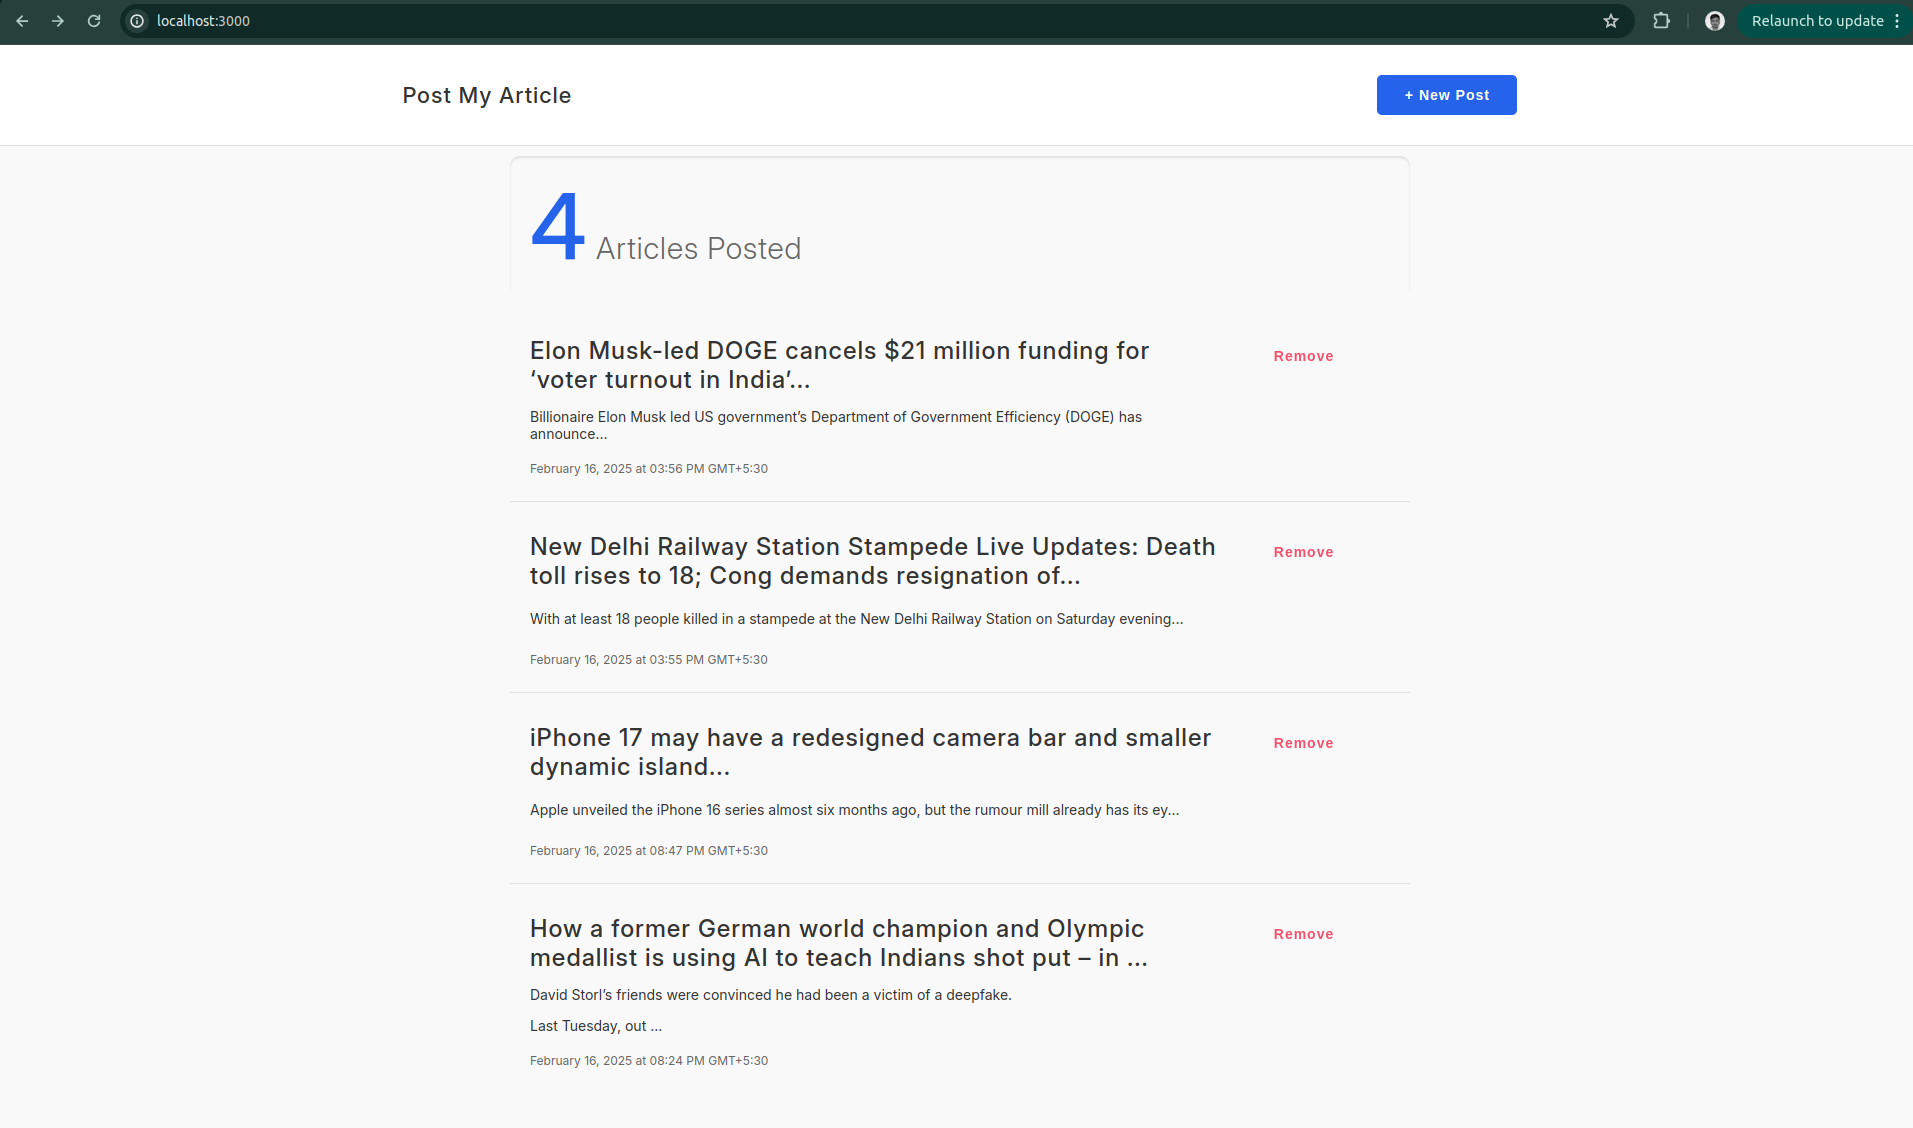 localhost:3000
Relaunch to update
Post My Article
+ New Post
4 Articles Posted
Elon Musk-led DOGE cancels $21 million funding for
‘voter turnout in India’...
Remove
Billionaire Elon Musk led US government’s Department of Government Efficiency (DOGE) has
announce...
February 16, 2025 at 03:56 PM GMT+5:30
New Delhi Railway Station Stampede Live Updates: Death
toll rises to 18; Cong demands resignation of...
Remove
With at least 18 people killed in a stampede at the New Delhi Railway Station on Saturday evening...
February 16, 2025 at 03:55 PM GMT+5:30
iPhone 17 may have a redesigned camera bar and smaller
dynamic island...
Remove
Apple unveiled the iPhone 16 series almost six months ago, but the rumour mill already has its ey...
February 16, 2025 at 08:47 PM GMT+5:30
How a former German world champion and Olympic
medallist is using AI to teach Indians shot put – in ...
Remove
David Storl’s friends were convinced he had been a victim of a deepfake.
Last Tuesday, out ...
February 16, 2025 at 08:24 PM GMT+5:30